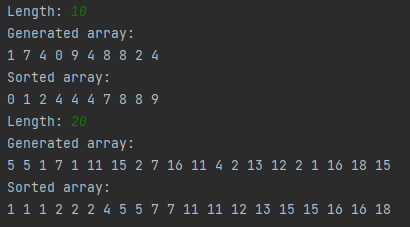 Length: 10
Generated array:
1 7 4 0 9 4 8 8 2 4
Sorted array:
0 1 2 4 4 4 7 8 8 9
Length: 20
Generated array:
5 5 1 7 1 11 15 2 7 16 11 4 2 13 12 2 1 16 18 15
Sorted array:
1 1 1 2 2 2 4 5 5 7 7 11 11 12 13 15 15 16 16 18